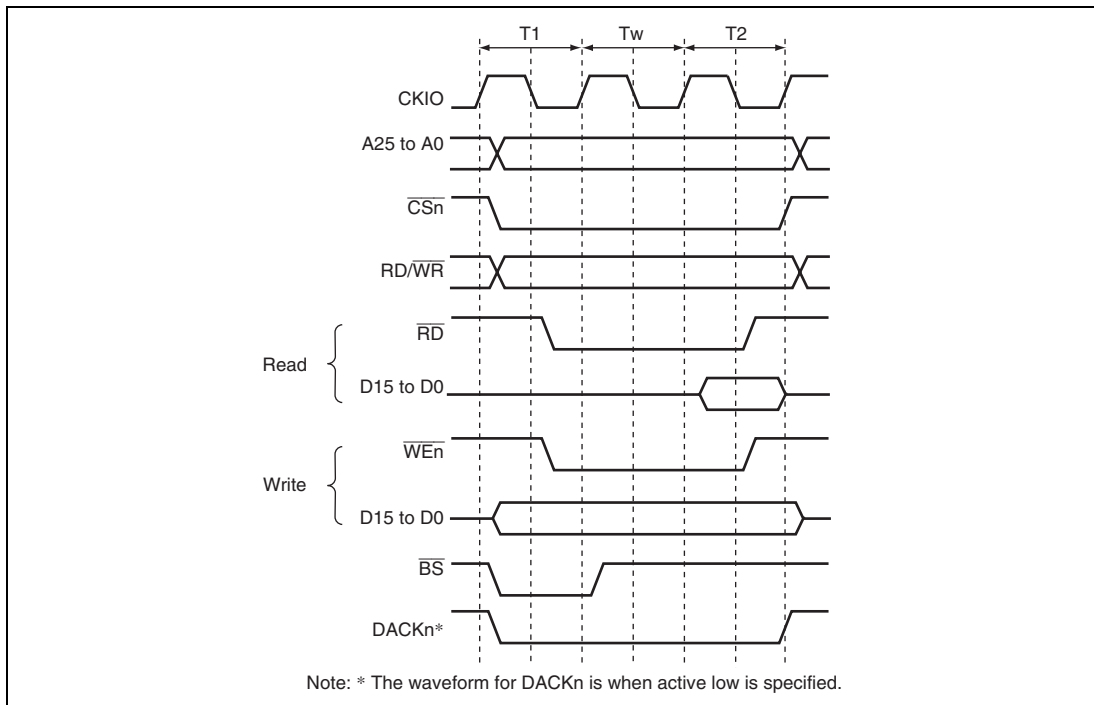 T1 Tw T2
CKIO
A25 to A0
CSn
RD/WR
RD
Read
D15 to D0
WEn
Write
D15 to D0
BS
DACKn*
Note: * The waveform for DACKn is when active low is specified.